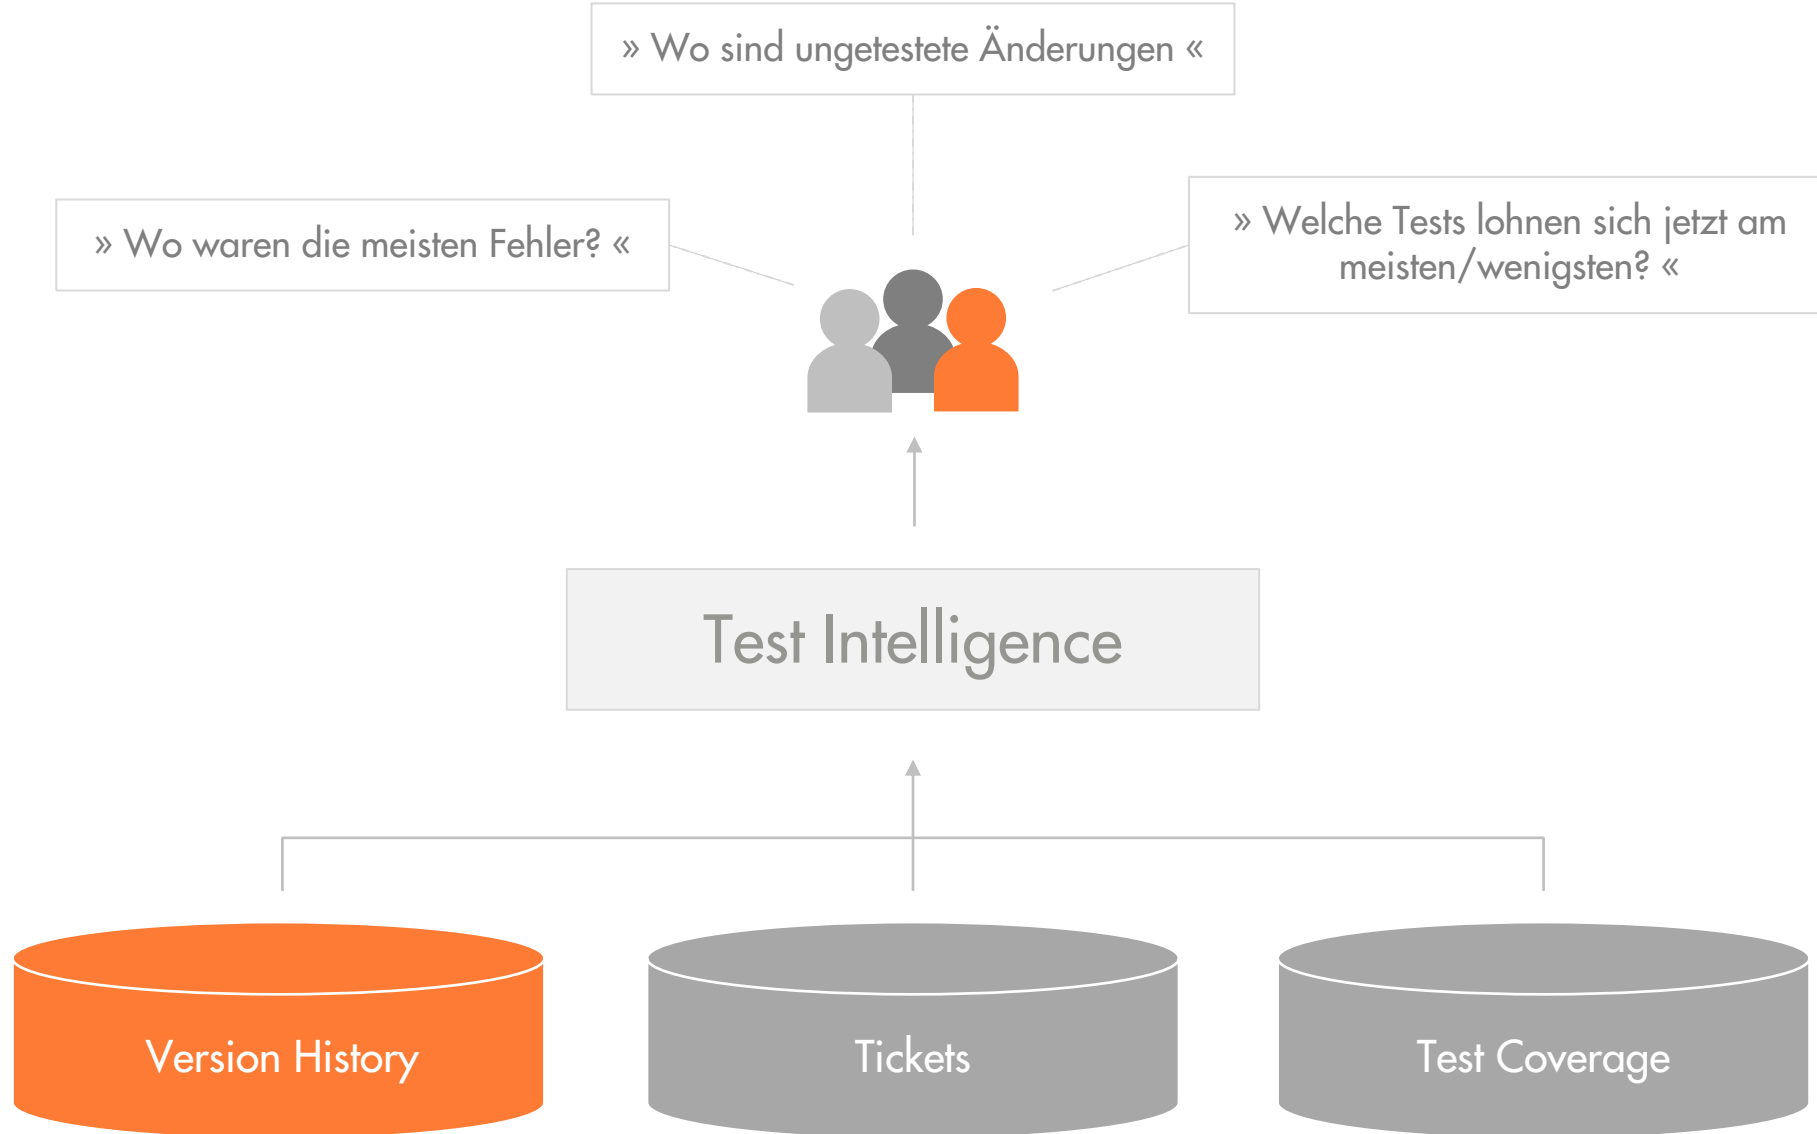 » Wo sind ungetestete Änderungen «
» Wo waren die meisten Fehler? «
» Welche Tests lohnen sich jetzt am
meisten/wenigsten? «
Test Intelligence
Version History
Tickets
Test Coverage